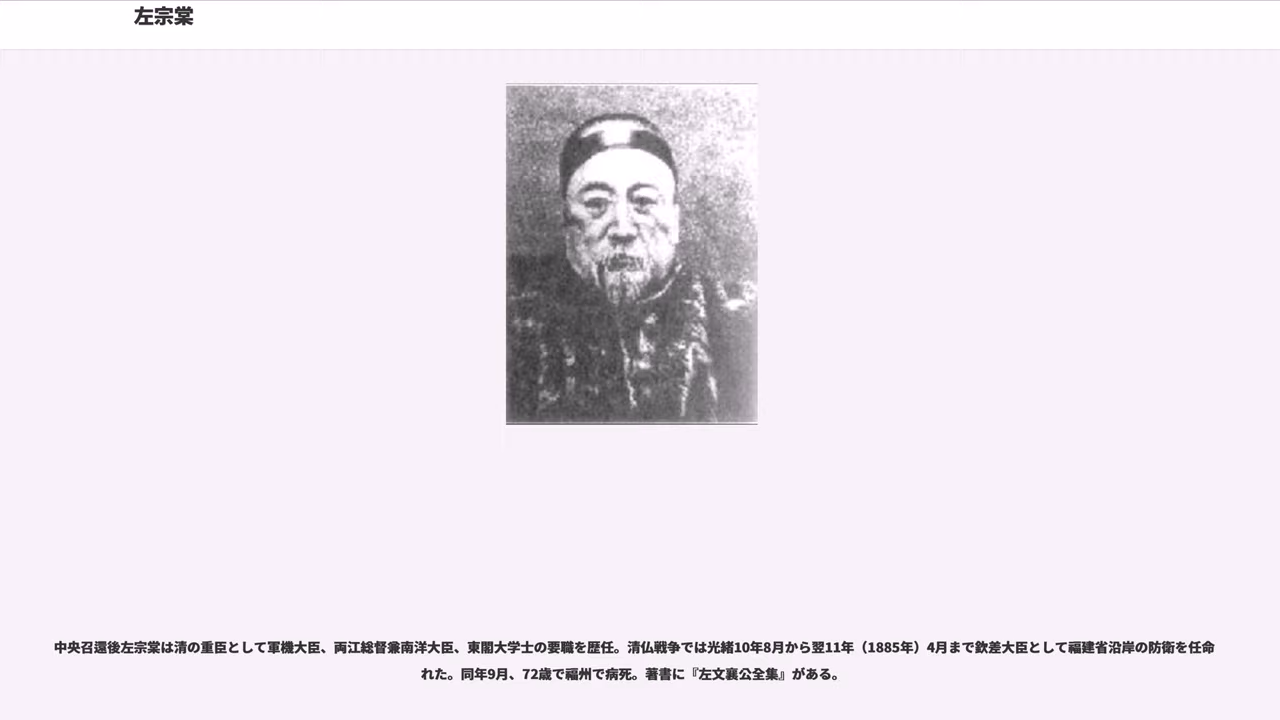 左宗棠
中央召還後左宗棠は清の重臣として軍機大臣、両江総督兼南洋大臣、東閣大学士の要職を歴任。清仏戦争では光緒10年8月から翌11年（1885年）4月まで欽差大臣として福建省沿岸の防衛を任命
れた。同年9月、72歳で福州で病死。著書に『左文襄公全集』がある。